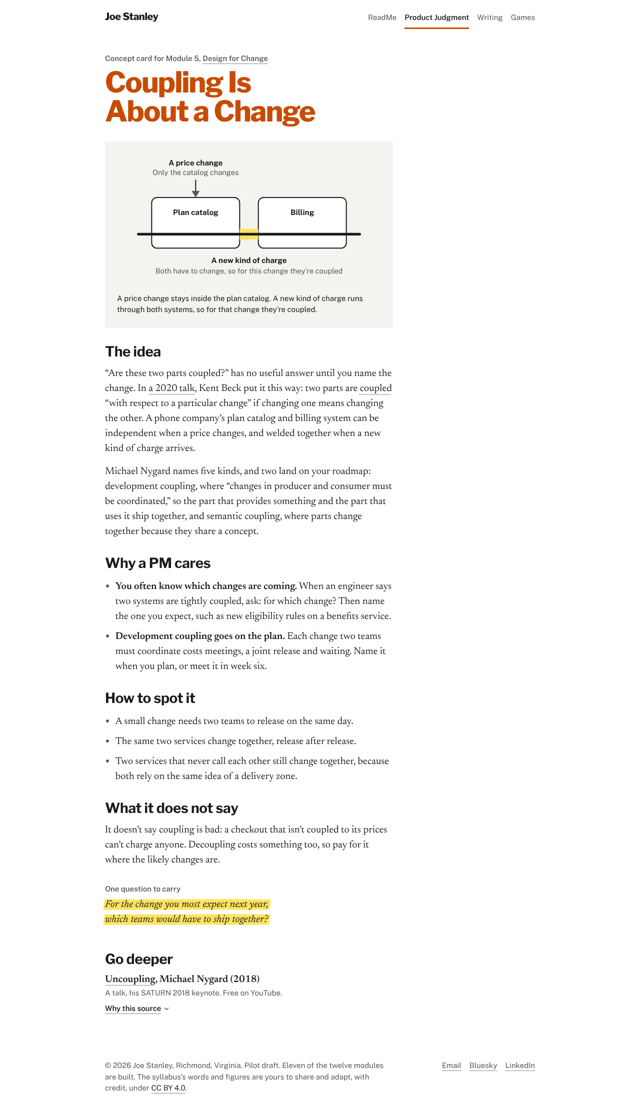 Joe Stanley
ReadMe Product Judgment Writing Games
Concept card for Module 5, Design for Change
Coupling Is
About a Change
A price change
Only the catalog changes
Plan catalog
Billing
A new kind of charge
Both have to change, so for this change they're coupled
A price change stays inside the plan catalog. A new kind of charge runs
through both systems, so for that change they're coupled.
The idea
“Are these two parts coupled?” has no useful answer until you name the
change. In a 2020 talk, Kent Beck put it this way: two parts are coupled
“with respect to a particular change” if changing one means changing
the other. A phone company’s plan catalog and billing system can be
independent when a price changes, and welded together when a new
kind of charge arrives.
Michael Nygard names five kinds, and two land on your roadmap:
development coupling, where “changes in producer and consumer must
be coordinated,” so the part that provides something and the part that
uses it ship together, and semantic coupling, where parts change
together because they share a concept.
Why a PM cares
• You often know which changes are coming. When an engineer says
two systems are tightly coupled, ask: for which change? Then name
the one you expect, such as new eligibility rules on a benefits service.
• Development coupling goes on the plan. Each change two teams
must coordinate costs meetings, a joint release and waiting. Name it
when you plan, or meet it in week six.
How to spot it
• A small change needs two teams to release on the same day.
• The same two services change together, release after release.
• Two services that never call each other still change together, because
both rely on the same idea of a delivery zone.
What it does not say
It doesn’t say coupling is bad: a checkout that isn’t coupled to its prices
can’t charge anyone. Decoupling costs something too, so pay for it
where the likely changes are.
One question to carry
For the change you most expect next year,
which teams would have to ship together?
Go deeper
Uncoupling, Michael Nygard (2018)
A talk, his SATURN 2018 keynote. Free on YouTube.
Why this source
© 2026 Joe Stanley, Richmond, Virginia. Pilot draft. Eleven of the twelve modules
are built. The syllabus’s words and figures are yours to share and adapt, with
credit, under CC BY 4.0.
Email Bluesky LinkedIn